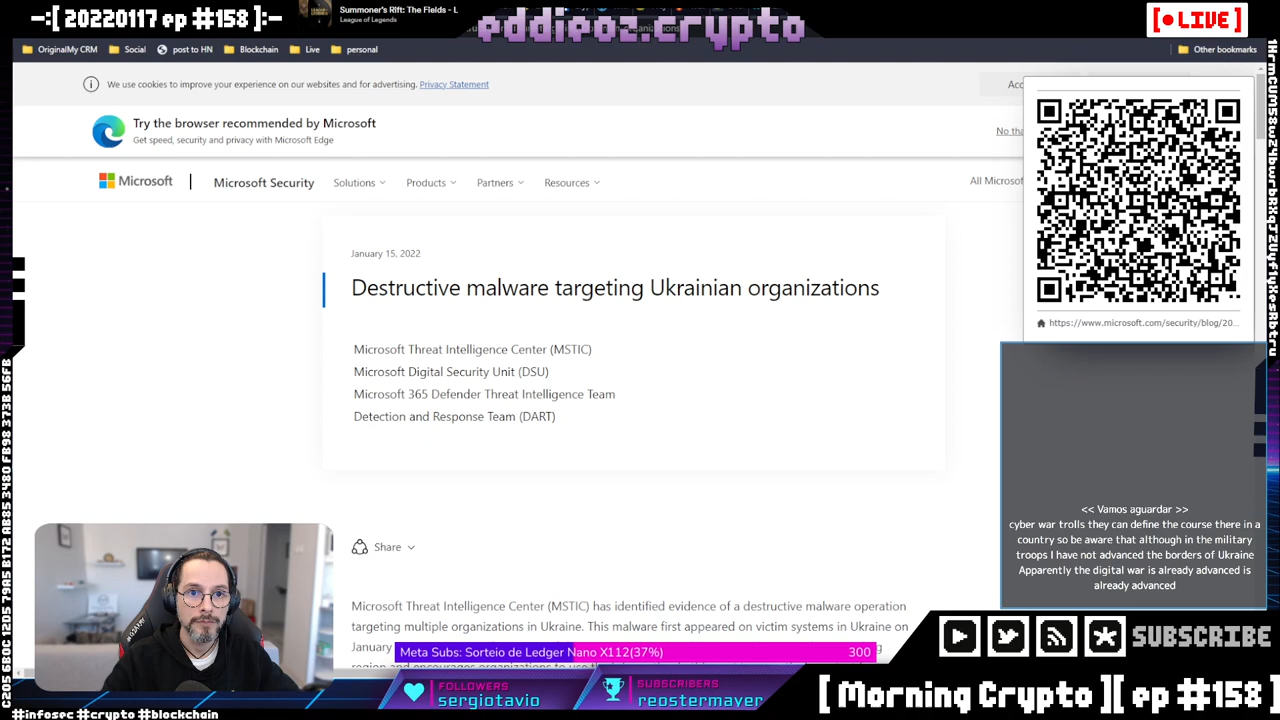 -:[ 20220117 ep #158 ]:-
Summoner's Rift: The Fields - L
League of Legends
eddieoz.crypto
[● LIVE]
OriginalMy CRM
Social
post to HN
Blockchain
Live
personal
Other bookmarks
We use cookies to improve your experience on our websites and for advertising. Privacy Statement
Acc
Try the browser recommended by Microsoft
Get speed, security and privacy with Microsoft Edge
No tha
Microsoft
Microsoft Security
Solutions
Products
Partners
Resources
All Microsof
January 15, 2022
Destructive malware targeting Ukrainian organizations
Microsoft Threat Intelligence Center (MSTIC)
Microsoft Digital Security Unit (DSU)
Microsoft 365 Defender Threat Intelligence Team
Detection and Response Team (DART)
https://www.microsoft.com/security/blog/20...
Share
Microsoft Threat Intelligence Center (MSTIC) has identified evidence of a destructive malware operation
targeting multiple organizations in Ukraine. This malware first appeared on victim systems in Ukraine on
January
<< Vamos aguardar >>
cyber war trolls they can define the course there in a
country so be aware that although in the military
troops I have not advanced the borders of Ukraine
Apparently the digital war is already advanced is
already advanced
Meta Subs: Sorteio de Ledger Nano X112(37%)
300
FOLLOWERS
sergiotavio
SUBSCRIBERS
reostermayer
SUBSCRIBE
[ Morning Crypto ][ ep #158 ]
#infosec #crypto #blockchain